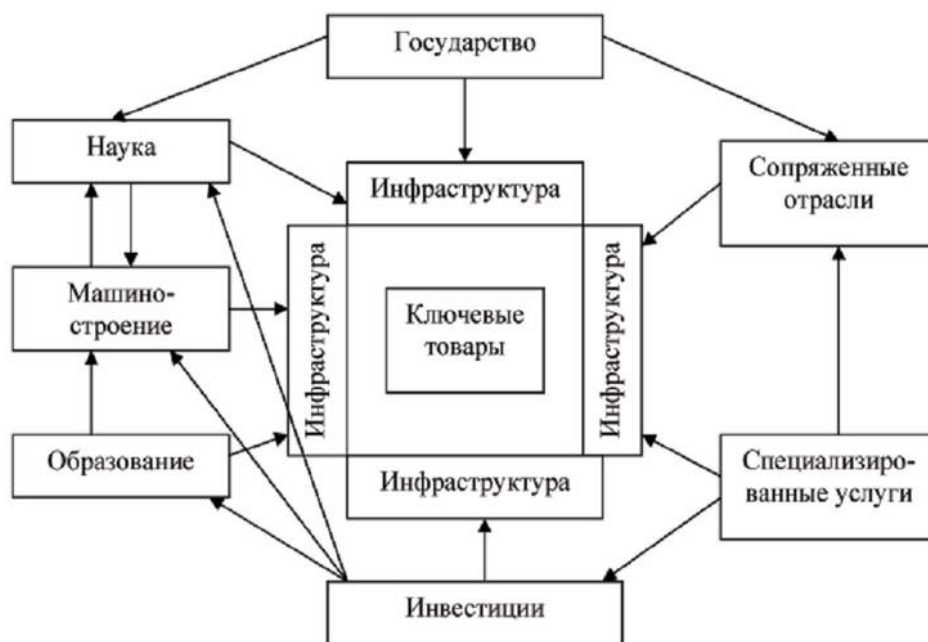 Государство
Наука
Сопряженные
отрасли
Инфраструктура
Инфраструктура
Ключевые
товары
Инфраструктура
Машино-
строение
Образование
Специализиро-
ванные услуги
Инфраструктура
Инвестиции